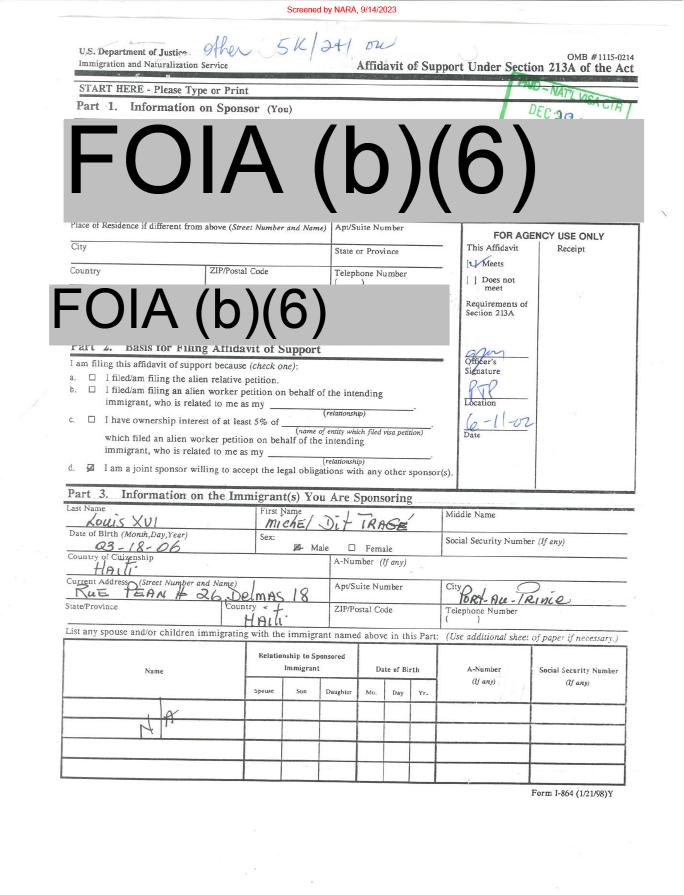 Screened by NARA, 9/14/2023
other 5K/241 on
U.S. Department of Justice
Immigration and Naturalization Service
OMB #1115-0214
Affidavit of Support Under Section 213A of the Act
START HERE - Please Type or Print
Part 1. Information on Sponsor (You)
NAT'L VISA CTR
DEC
FOIA (b)(6)
Place of Residence if different from above (Street Number and Name)
Apt/Suite Number
FOR AGENCY USE ONLY
City
State or Province
This Affidavit
Receipt
[✓] Meets
[ ] Does not
meet
Country
ZIP/Postal Code
Telephone Number
( )
Requirements of
Section 213A
FOIA (b)(6)
Part 2. Basis for Filing Affidavit of Support
I am filing this affidavit of support because (check one):
a. ☐ I filed/am filing the alien relative petition.
b. ☐ I filed/am filing an alien worker petition on behalf of the intending
immigrant, who is related to me as my
(relationship)
c. ☐ I have ownership interest of at least 5% of
(name of entity which filed visa petition)
which filed an alien worker petition on behalf of the intending
immigrant, who is related to me as my
(relationship)
d. ☑ I am a joint sponsor willing to accept the legal obligations with any other sponsor(s).
Officer's
Signature
PTP
Location
6-11-02
Date
Part 3. Information on the Immigrant(s) You Are Sponsoring
Last Name
First Name
Middle Name
Louis XVI
Michel Dit TRAGE
Date of Birth (Month,Day,Year)
Sex:
Social Security Number (If any)
03-18-06
☑ Male ☐ Female
Country of Citizenship
A-Number (If any)
Haiti
Current Address (Street Number and Name)
Apt/Suite Number
City
Rue PEAN # 26 Delmas 18
Port-Au-Prince
State/Province
Country
ZIP/Postal Code
Telephone Number
( )
Haiti
List any spouse and/or children immigrating with the immigrant named above in this Part: (Use additional sheet of paper if necessary.)
Name
Relationship to Sponsored
Immigrant
Date of Birth
A-Number
(If any)
Social Security Number
(If any)
Spouse
Son
Daughter
Mo.
Day
Yr.
N/A
Form I-864 (1/21/98)Y